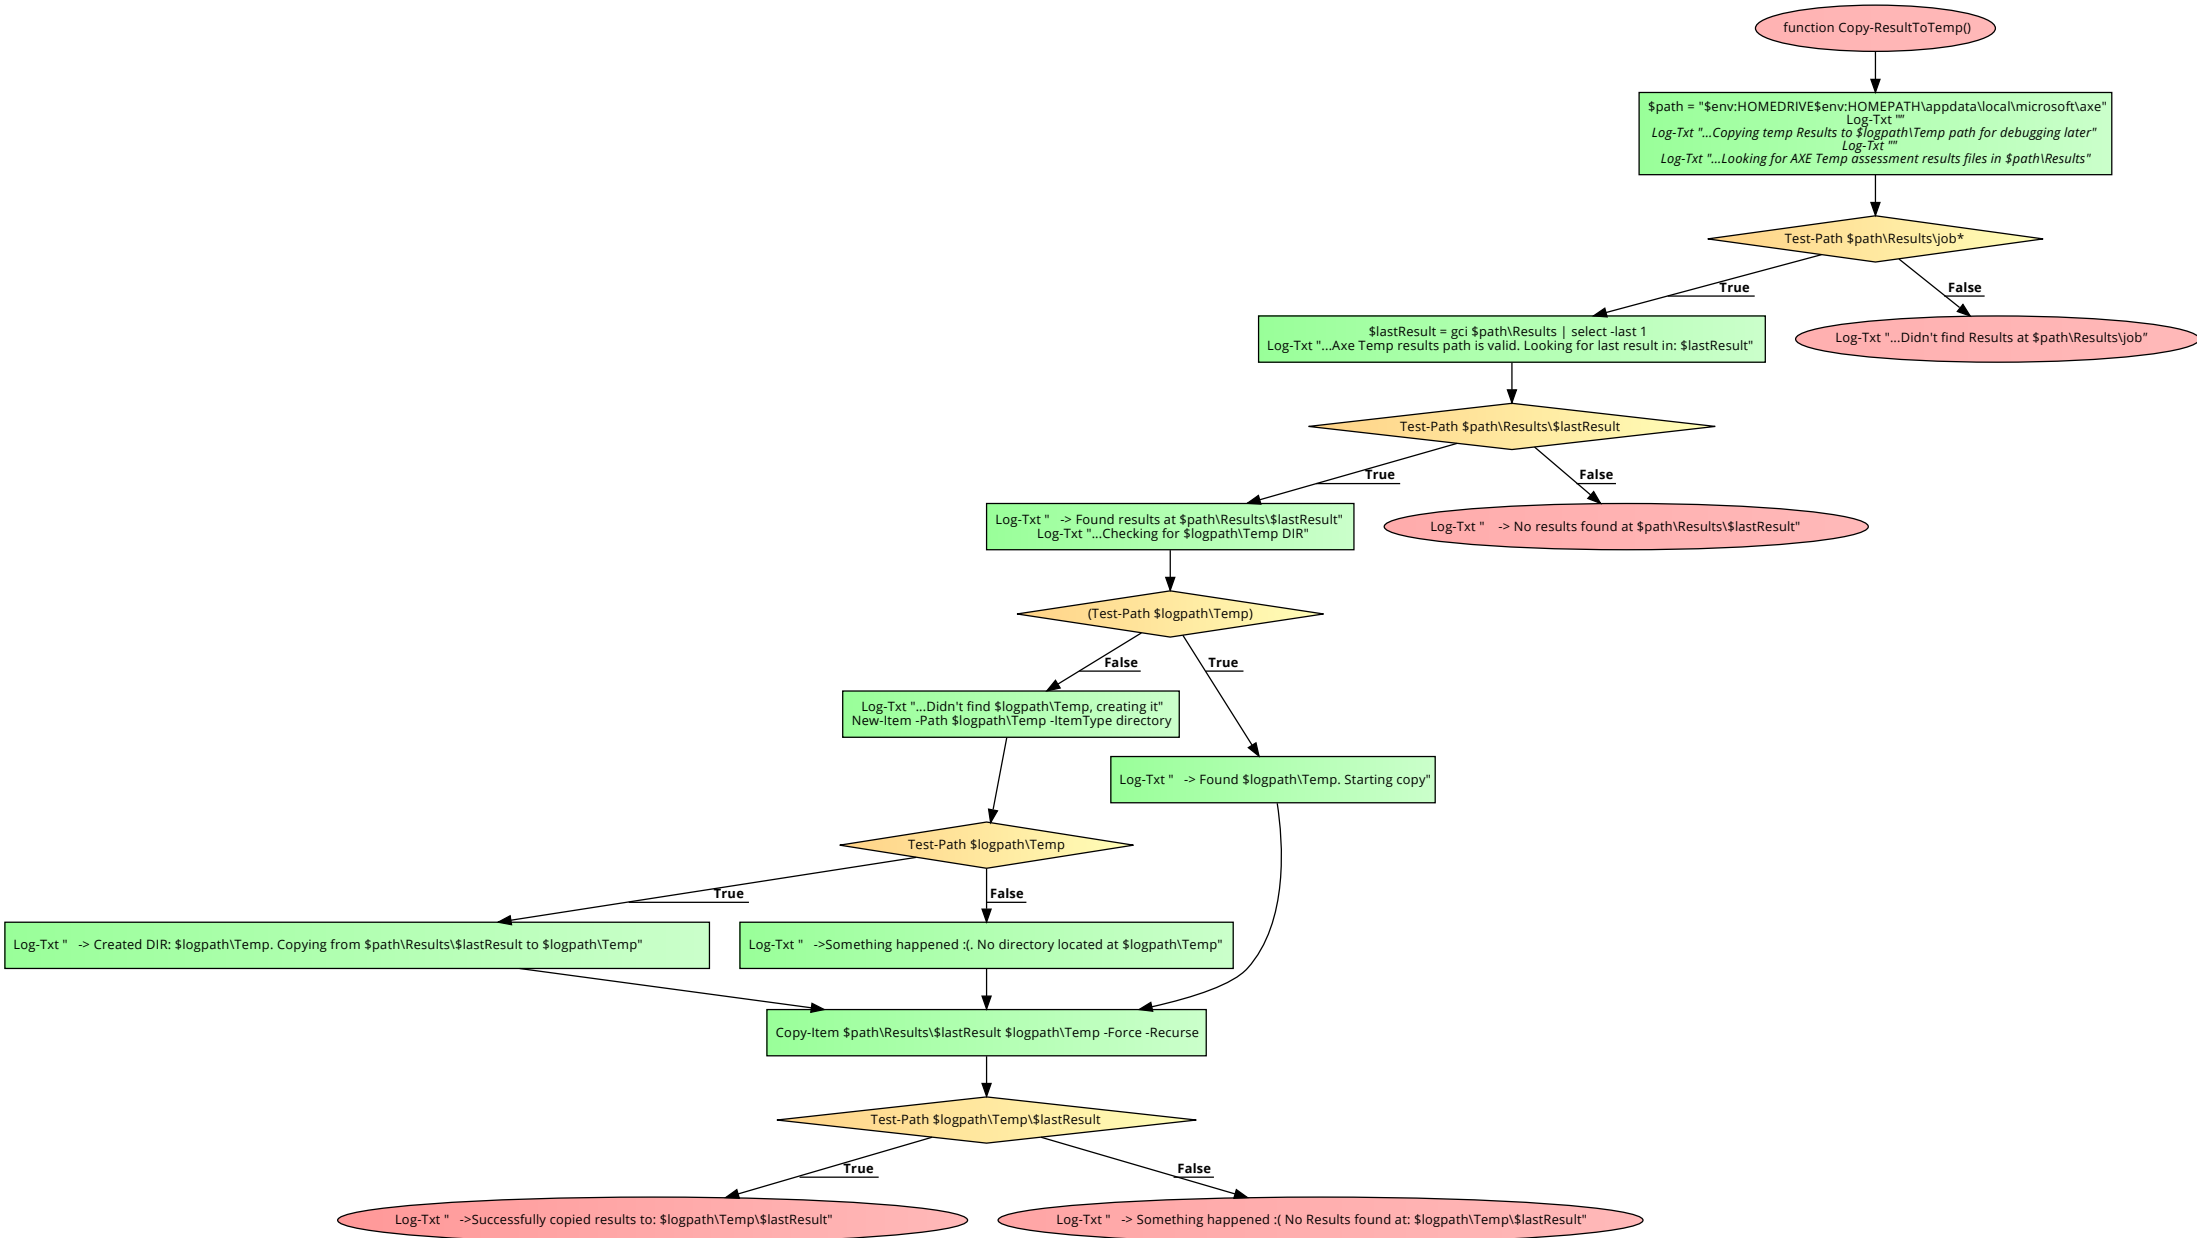 function Copy-ResultToTemp()
$path = "$env:HOMEDRIVE$env:HOMEPATH\appdata\local\microsoft\axe"
Log-Txt ""
Log-Txt "...Copying temp Results to $logpath\Temp path for debugging later"
Log-Txt ""
Log-Txt "...Looking for AXE Temp assessment results files in $path\Results"
Test-Path $path\Results\job*
True
False
$lastResult = gci $path\Results | select -last 1
Log-Txt "...Axe Temp results path is valid. Looking for last result in: $lastResult"
Log-Txt "...Didn't find Results at $path\Results\job"
Test-Path $path\Results\$lastResult
True
False
Log-Txt "   -> Found results at $path\Results\$lastResult"
Log-Txt "...Checking for $logpath\Temp DIR"
Log-Txt "    -> No results found at $path\Results\$lastResult"
(Test-Path $logpath\Temp)
False
True
Log-Txt "...Didn't find $logpath\Temp, creating it"
New-Item -Path $logpath\Temp -ItemType directory
Log-Txt "   -> Found $logpath\Temp. Starting copy"
Test-Path $logpath\Temp
True
False
Log-Txt "   -> Created DIR: $logpath\Temp. Copying from $path\Results\$lastResult to $logpath\Temp"
Log-Txt "   ->Something happened :(. No directory located at $logpath\Temp"
Copy-Item $path\Results\$lastResult $logpath\Temp -Force -Recurse
Test-Path $logpath\Temp\$lastResult
True
False
Log-Txt "   ->Successfully copied results to: $logpath\Temp\$lastResult"
Log-Txt "   -> Something happened :( No Results found at: $logpath\Temp\$lastResult"